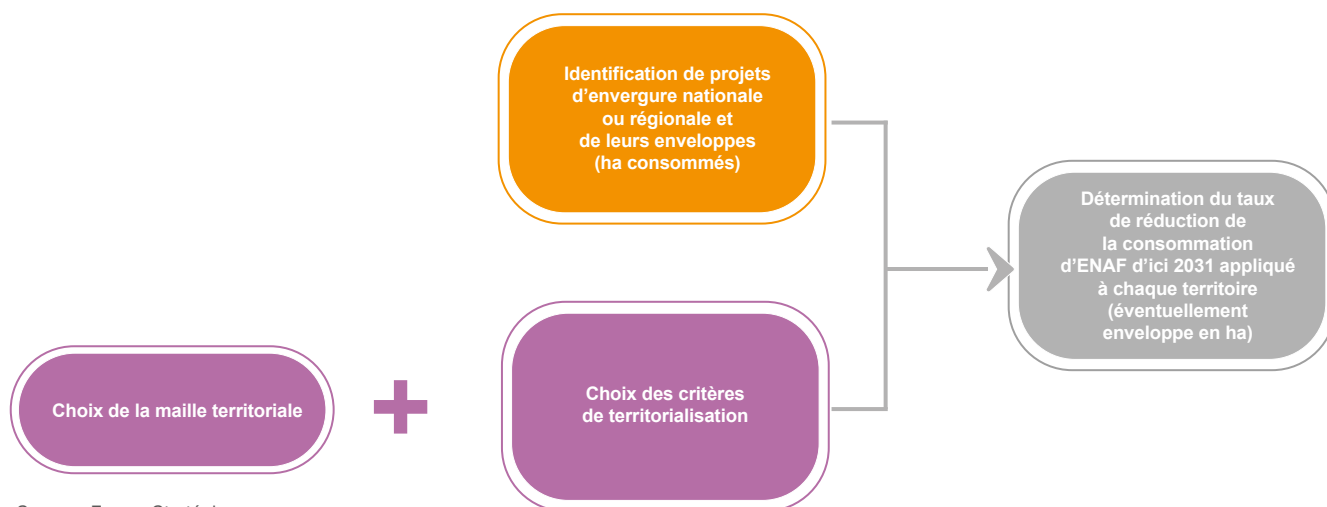 Identification de projets
d’envergure nationale
ou régionale et
de leurs enveloppes
(ha consommés)
Détermination du taux
de réduction de
la consommation
d’ENAF d’ici 2031 appliqué
à chaque territoire
(éventuellement
enveloppe en ha)
Choix de la maille territoriale
+
Choix des critères
de territorialisation